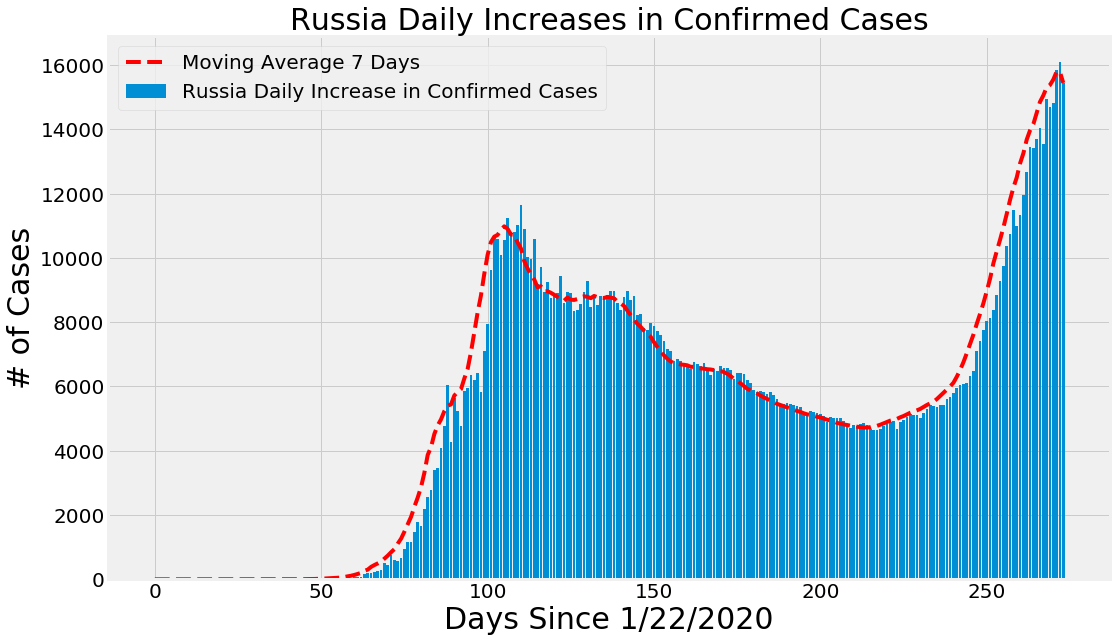 Russia Daily Increases in Confirmed Cases
Moving Average 7 Days
Russia Daily Increase in Confirmed Cases
# of Cases
16000
14000
12000
10000
8000
6000
4000
2000
0
0 50 100 150 200 250
Days Since 1/22/2020